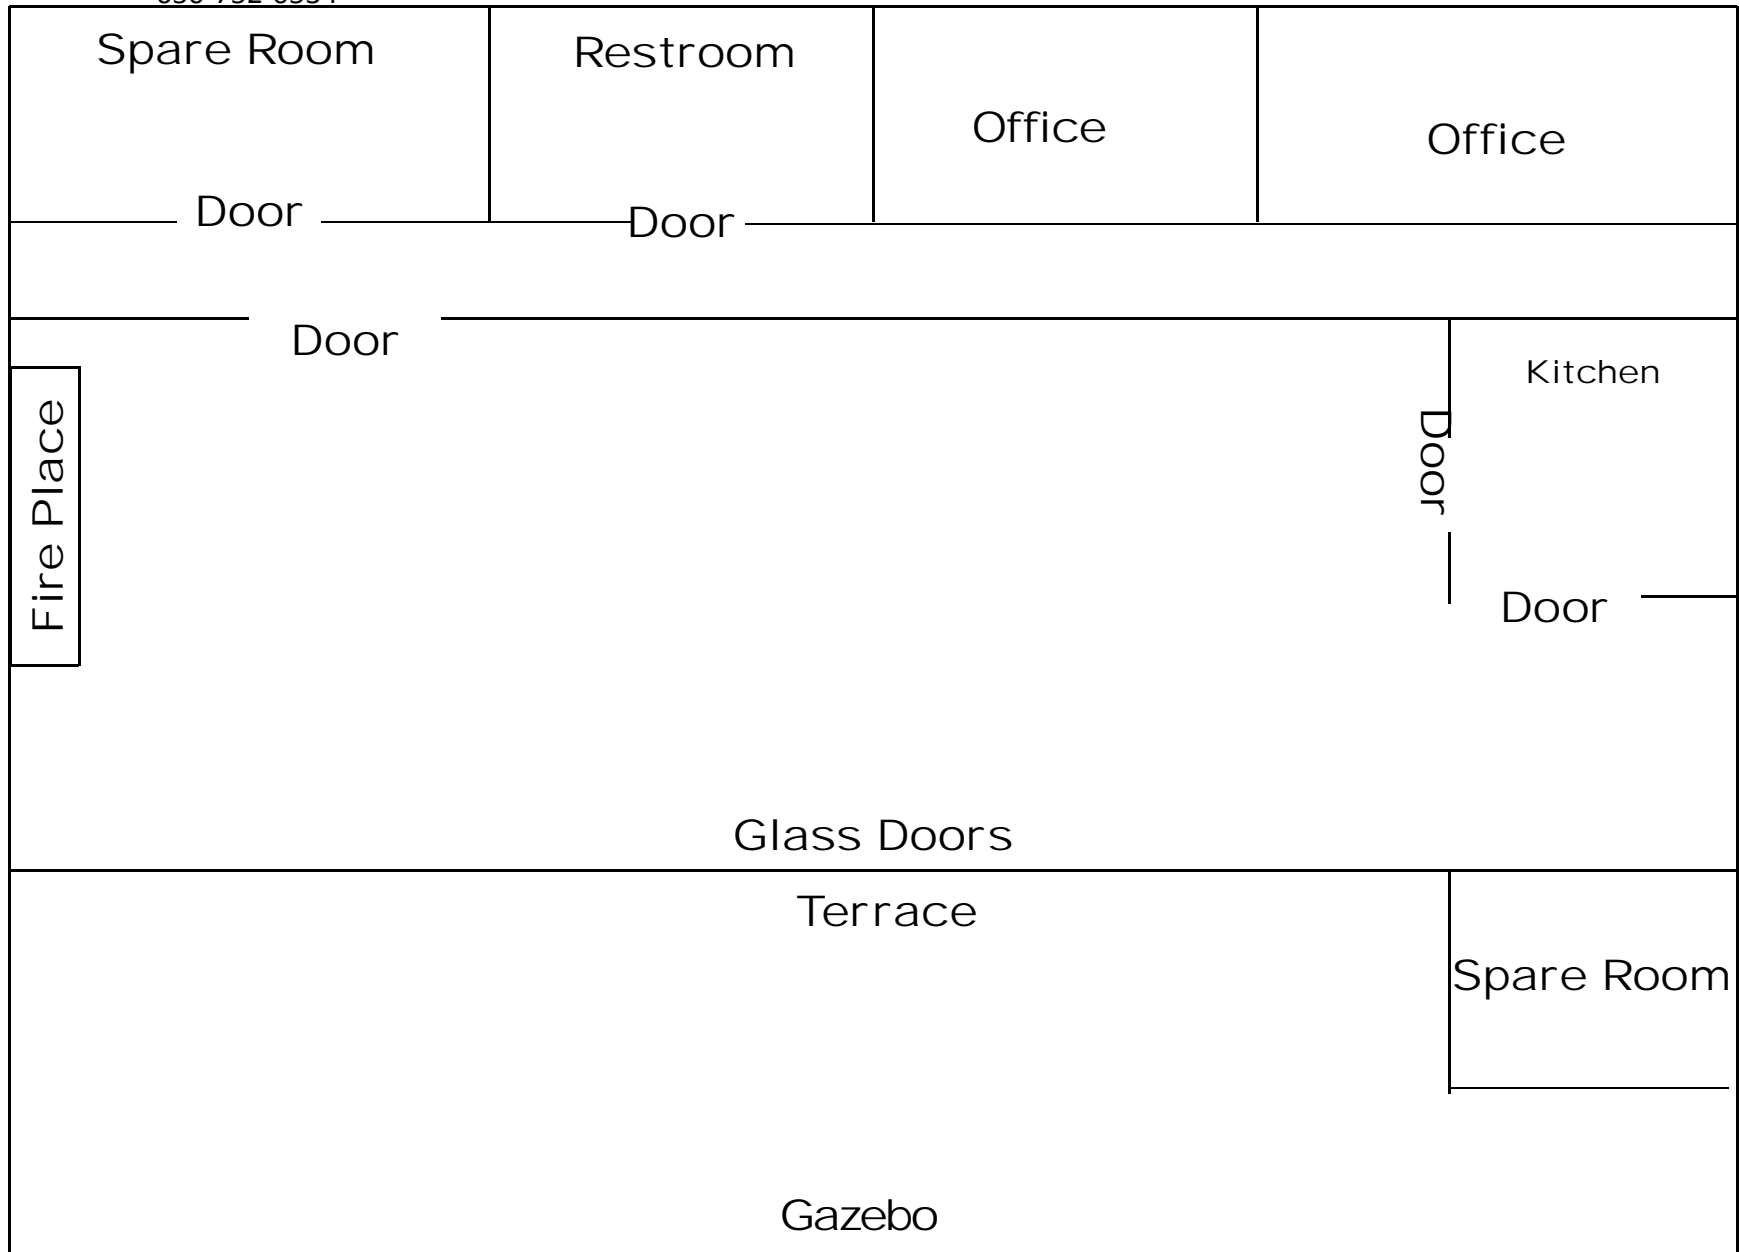 Spare Room
Restroom
Office
Office
Door
Door
Door
Kitchen
Fire Place
Door
Door
Glass Doors
Terrace
Spare Room
Gazebo